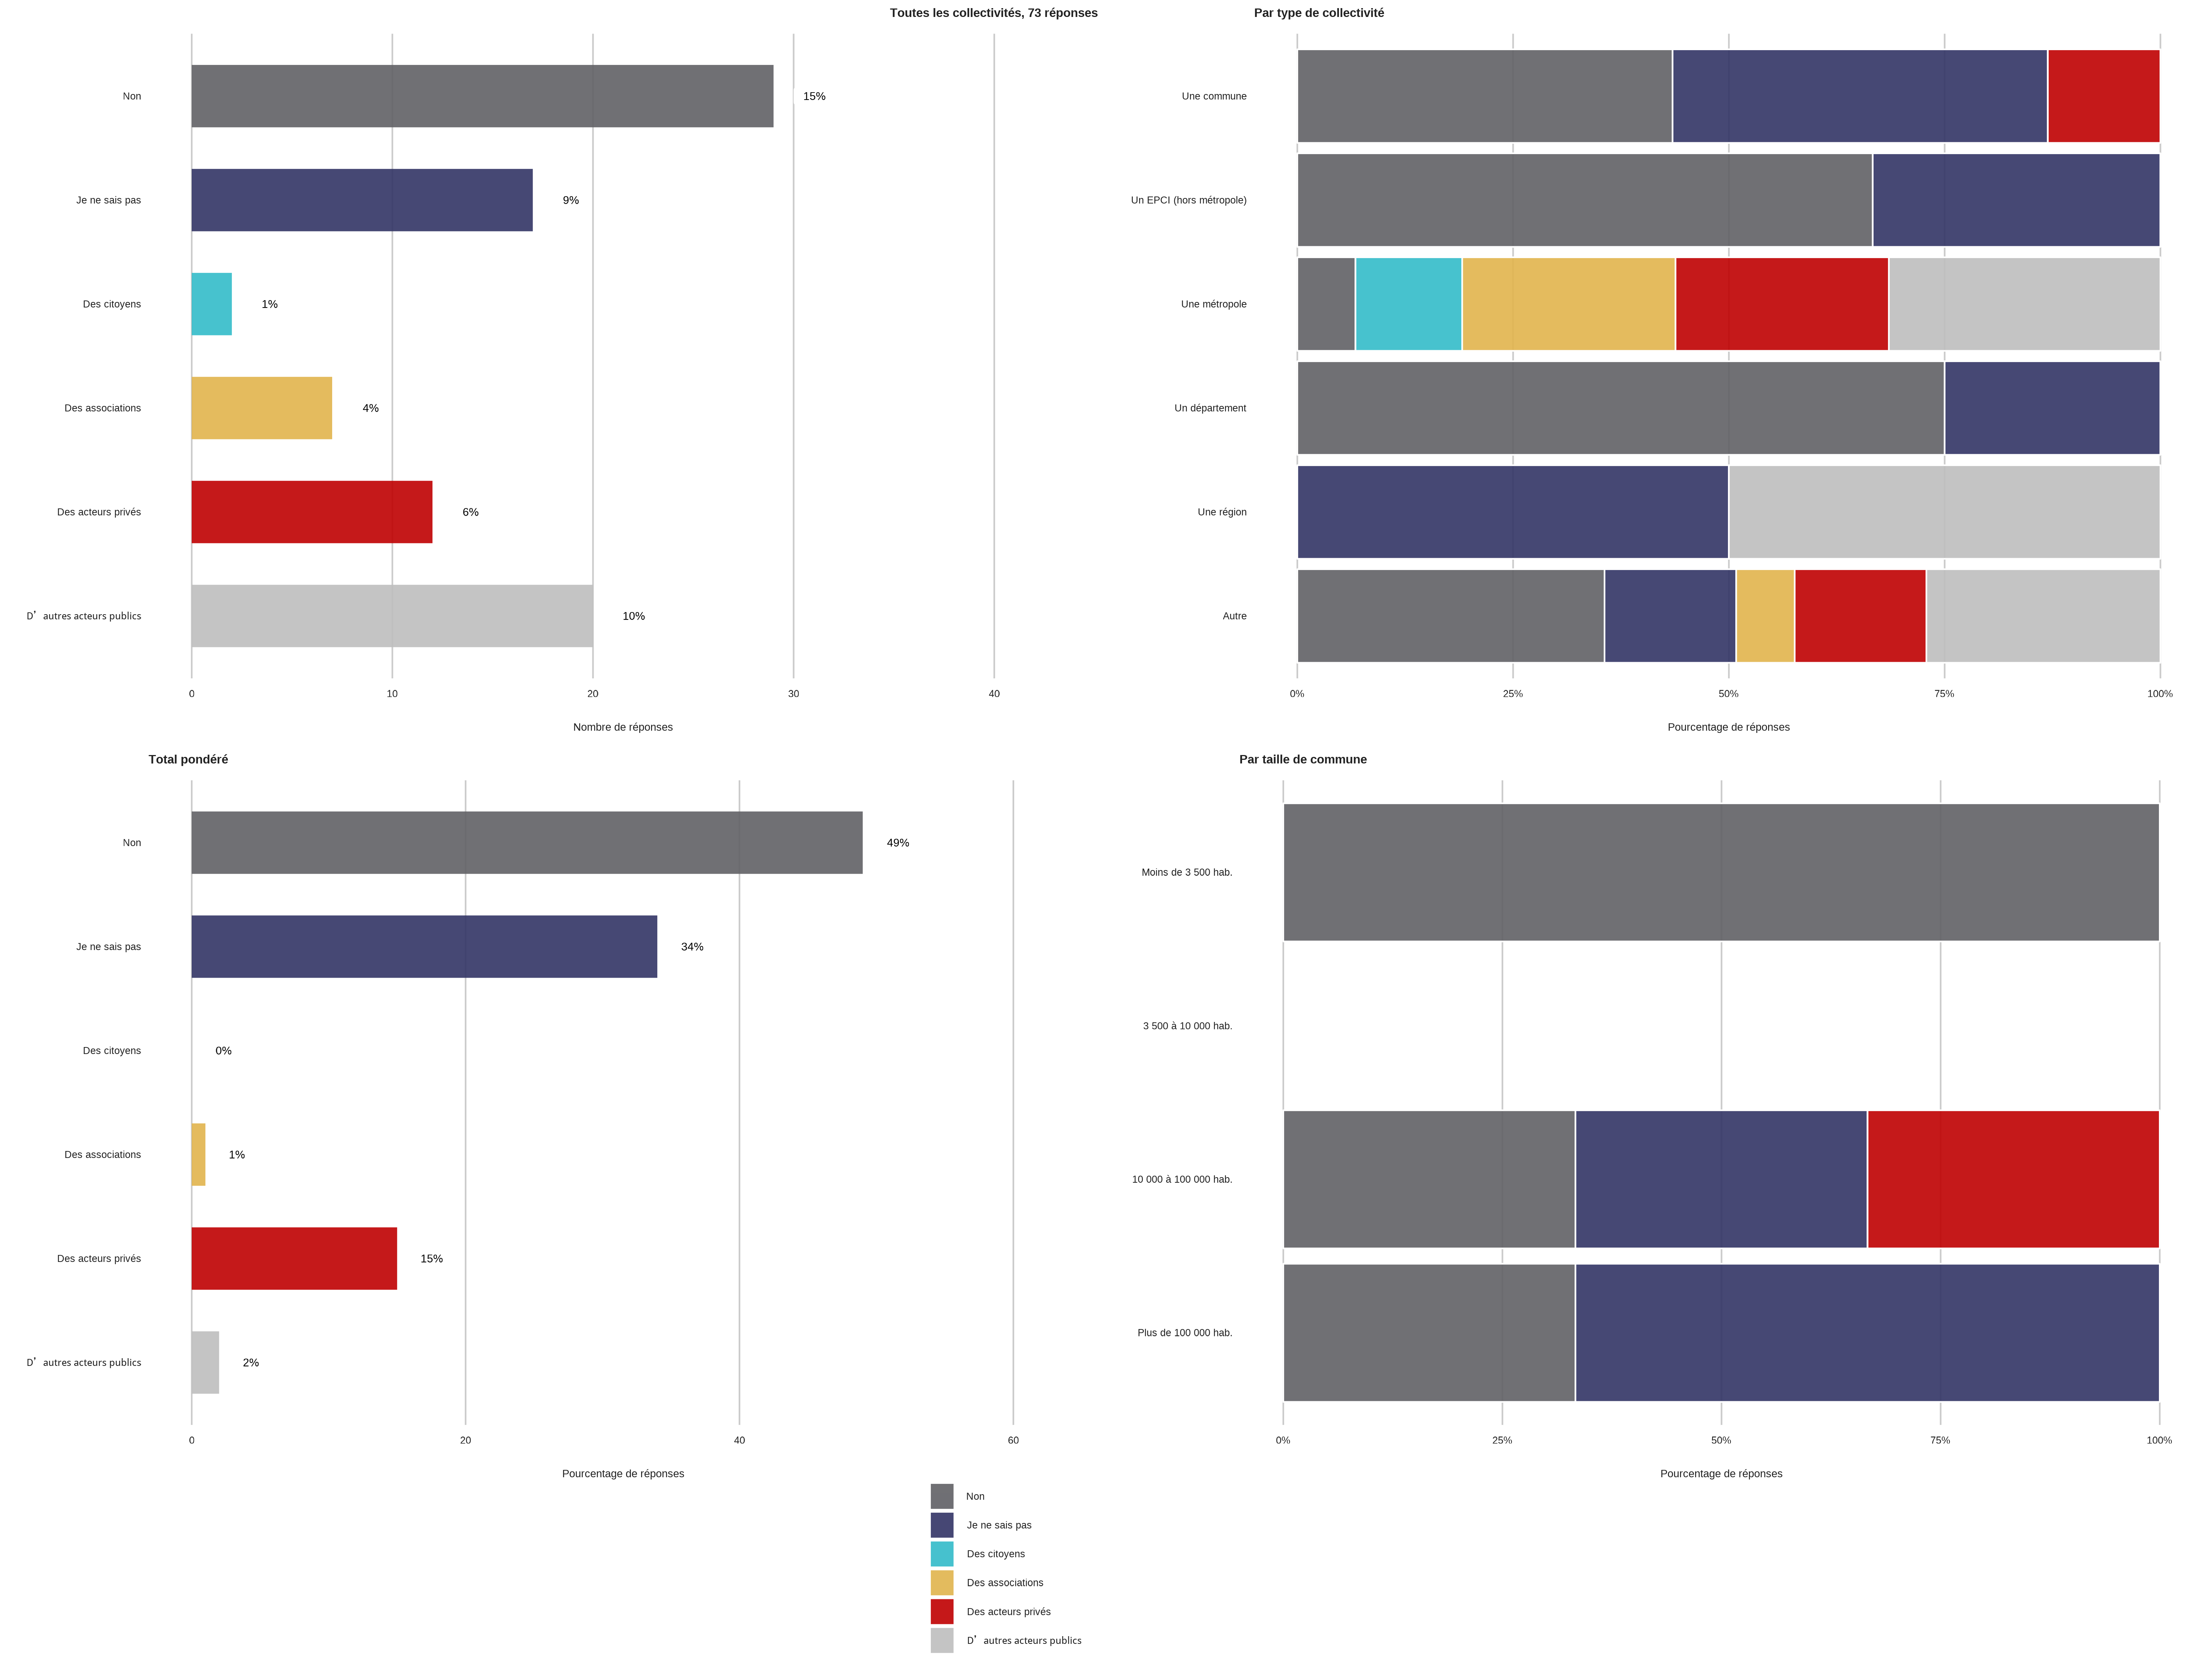 Toutes les collectivités, 73 réponses
Non
15%
Je ne sais pas
9%
Des citoyens
1%
Des associations
4%
Des acteurs privés
6%
D’autres acteurs publics
10%
0 10 20 30 40
Nombre de réponses
Par type de collectivité
Une commune
Un EPCI (hors métropole)
Une métropole
Un département
Une région
Autre
0% 25% 50% 75% 100%
Pourcentage de réponses
Total pondéré
Non
49%
Je ne sais pas
34%
Des citoyens
0%
Des associations
1%
Des acteurs privés
15%
D’autres acteurs publics
2%
0 20 40 60
Pourcentage de réponses
Par taille de commune
Moins de 3 500 hab.
3 500 à 10 000 hab.
10 000 à 100 000 hab.
Plus de 100 000 hab.
0% 25% 50% 75% 100%
Pourcentage de réponses
Non
Je ne sais pas
Des citoyens
Des associations
Des acteurs privés
D’autres acteurs publics